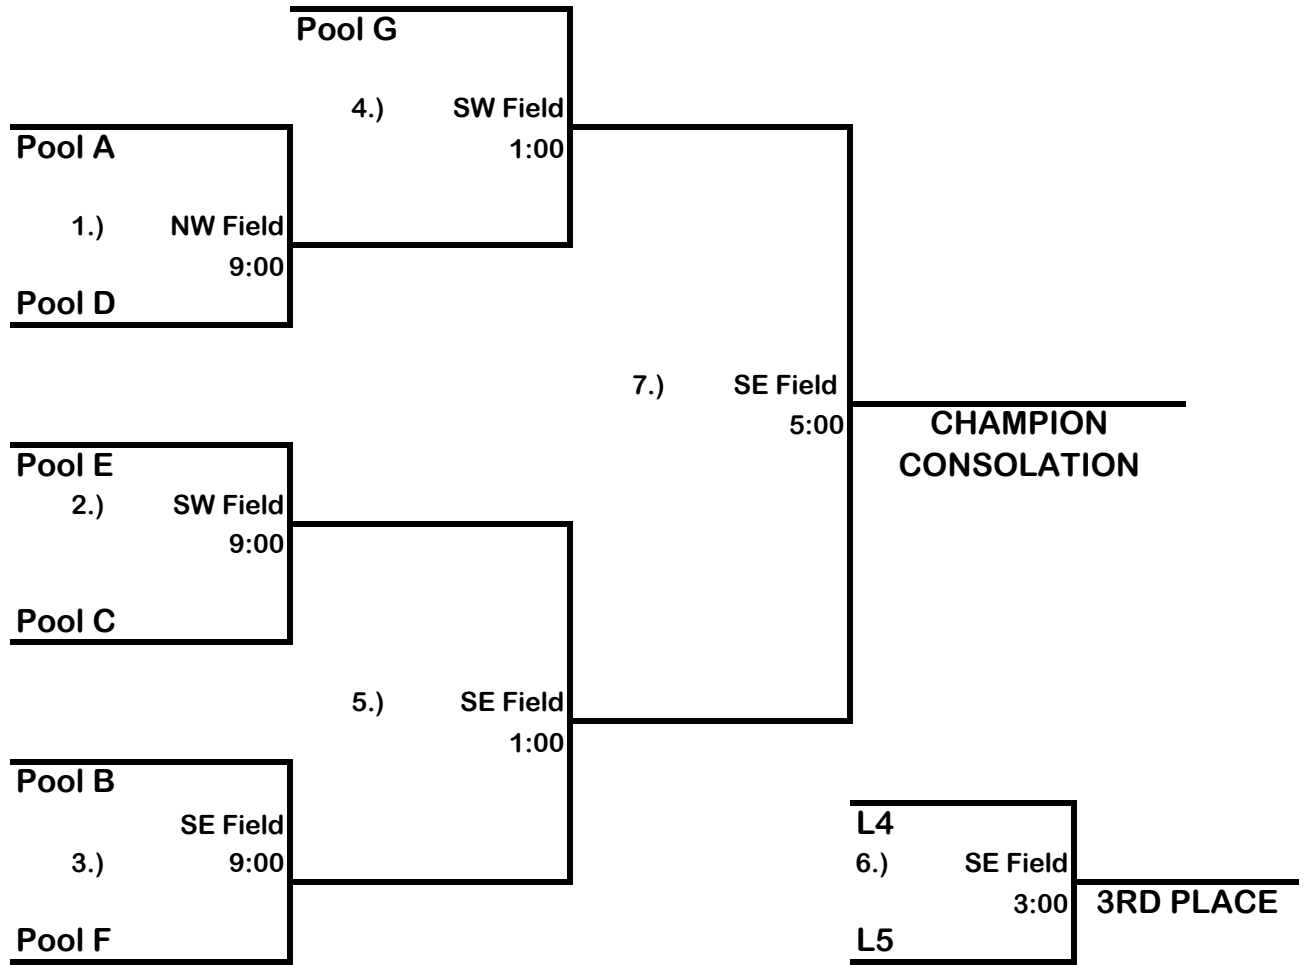 Pool G
4.) SW Field
1:00
Pool A
1.) NW Field
9:00
Pool D
7.) SE Field
5:00
CHAMPION
CONSOLATION
Pool E
2.) SW Field
9:00
Pool C
5.) SE Field
1:00
Pool B
SE Field
3.) 9:00
Pool F
L4
6.) SE Field
3:00
3RD PLACE
L5